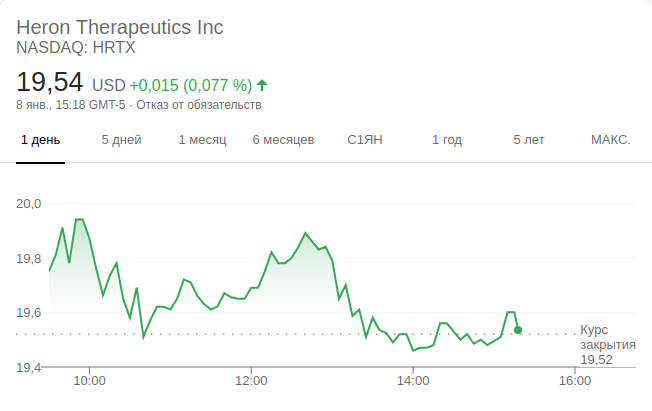 Heron Therapeutics Inc
NASDAQ: HRTX
19,54 USD +0,015 (0,077 %)
8 янв., 15:18 GMT-5 · Отказ от обязательств
1 день 5 дней 1 месяц 6 месяцев С1ЯН 1 год 5 лет МАКС.
20,0
19,8
19,6
19,4
Курс
закрытия
19,52
10:00 12:00 14:00 16:00